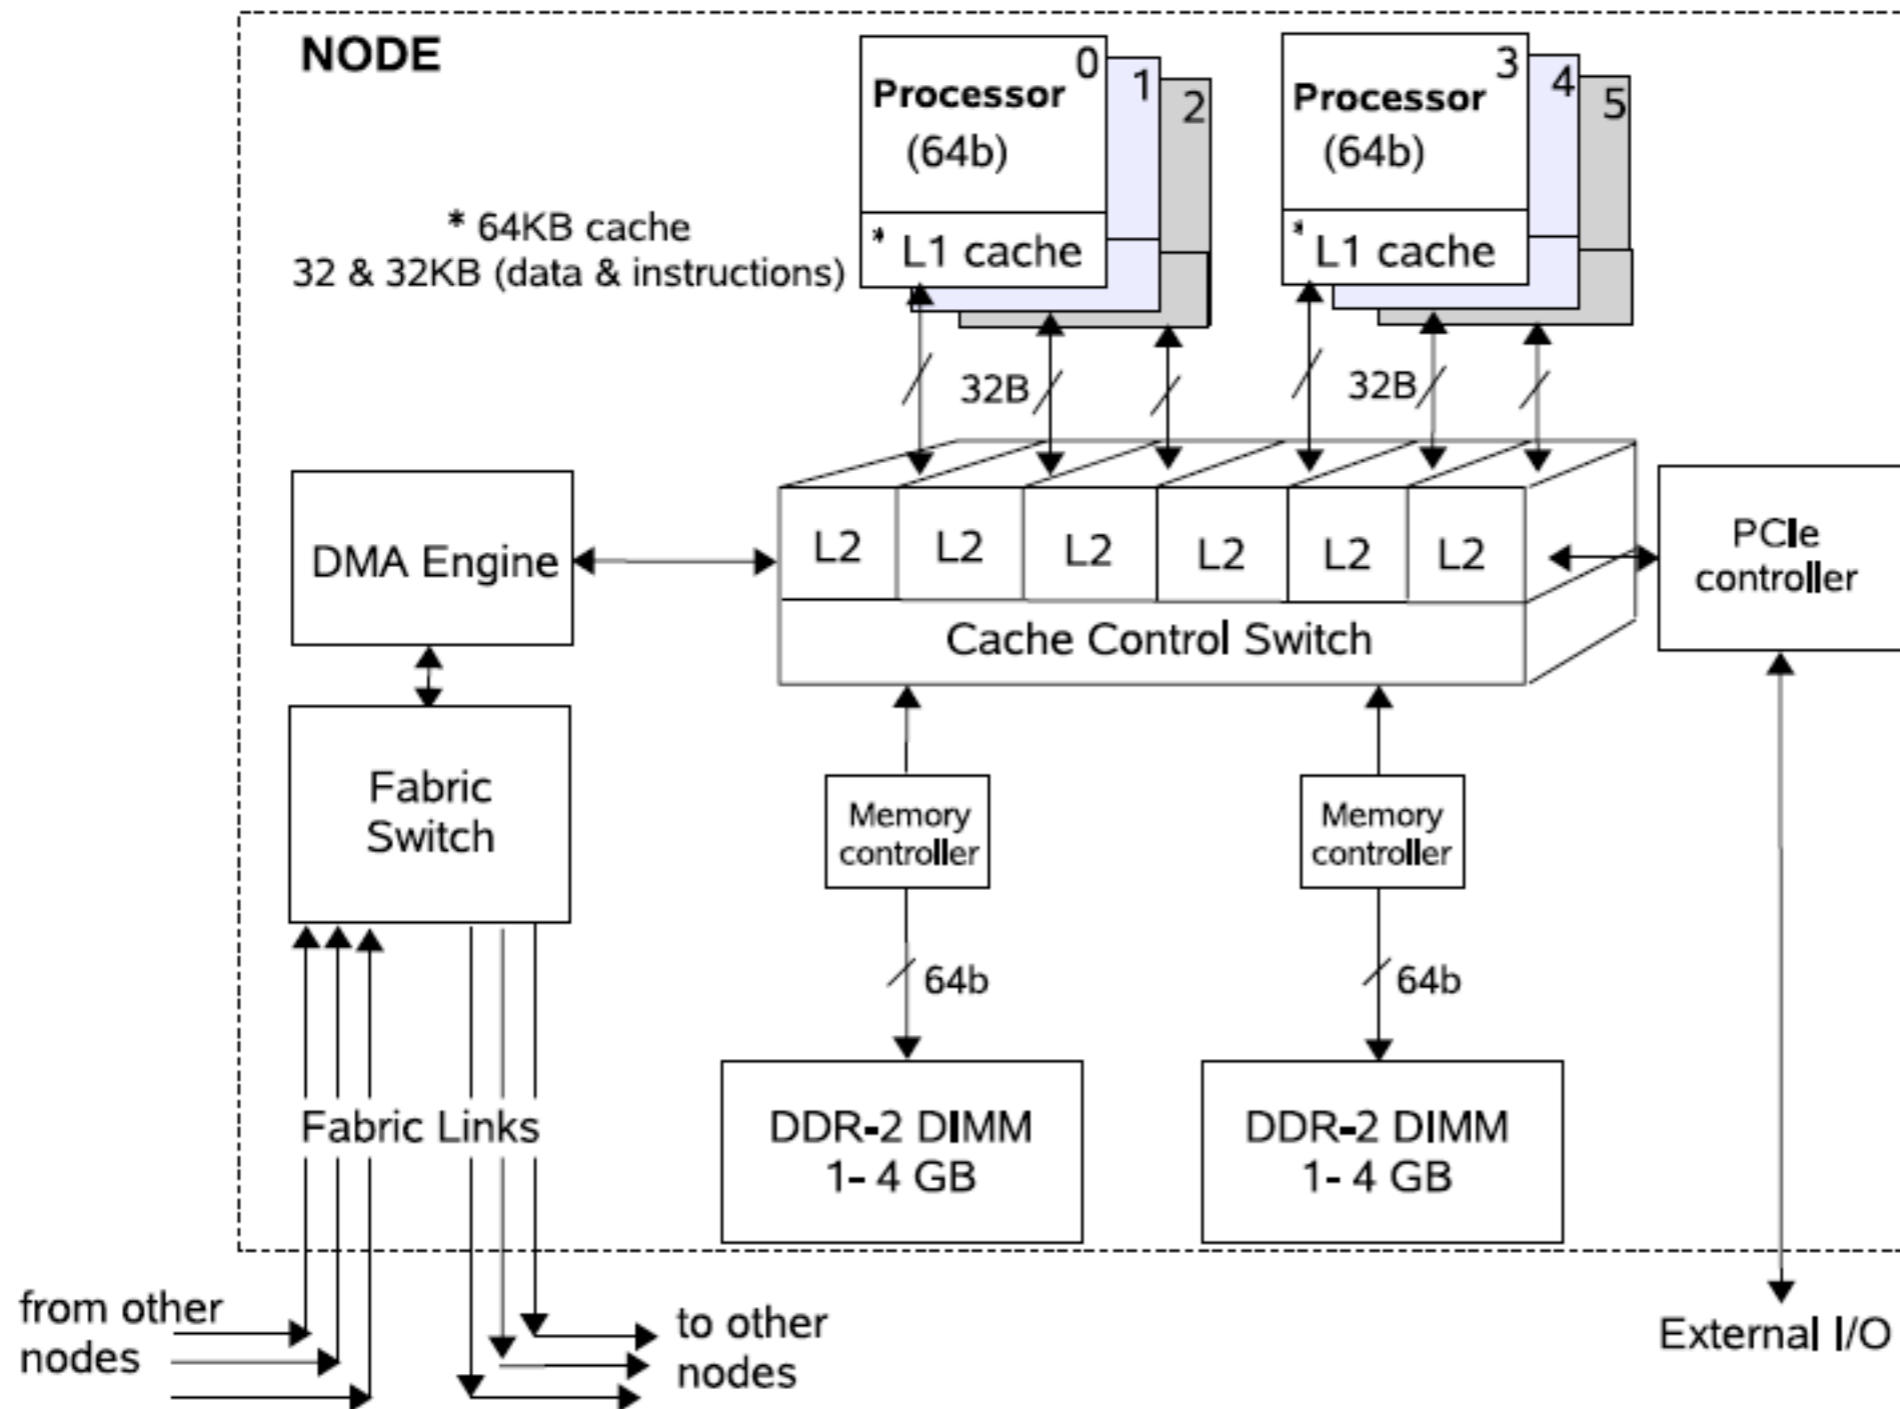 NODE
Processor
(64b)
0
1
2
* L1 cache
Processor
(64b)
3
4
5
* L1 cache
* 64KB cache
32 & 32KB (data & instructions)
32B
32B
DMA Engine
L2
L2
L2
L2
L2
L2
Cache Control Switch
PCIe
controller
Fabric
Switch
Memory
controller
Memory
controller
64b
64b
Fabric Links
DDR-2 DIMM
1- 4 GB
DDR-2 DIMM
1- 4 GB
from other
nodes
to other
nodes
External I/O